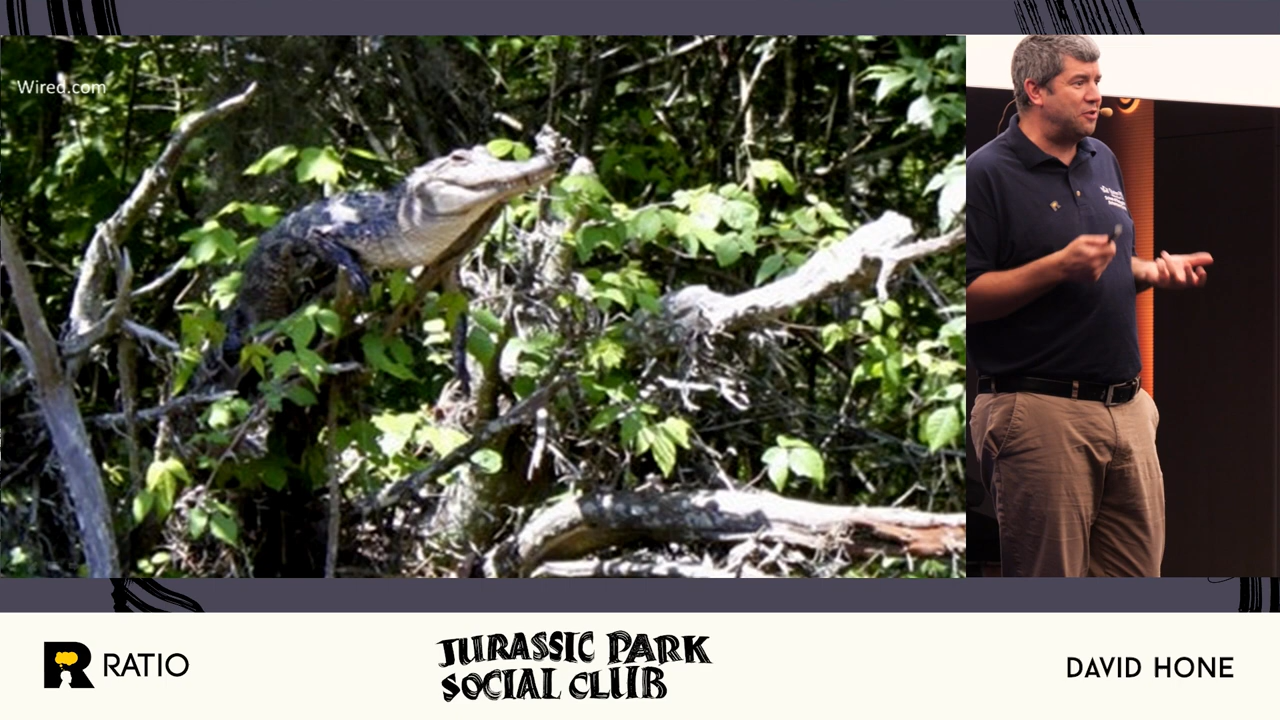 Wired.com
R RATIO
JURASSIC PARK
SOCIAL CLUB
DAVID HONE